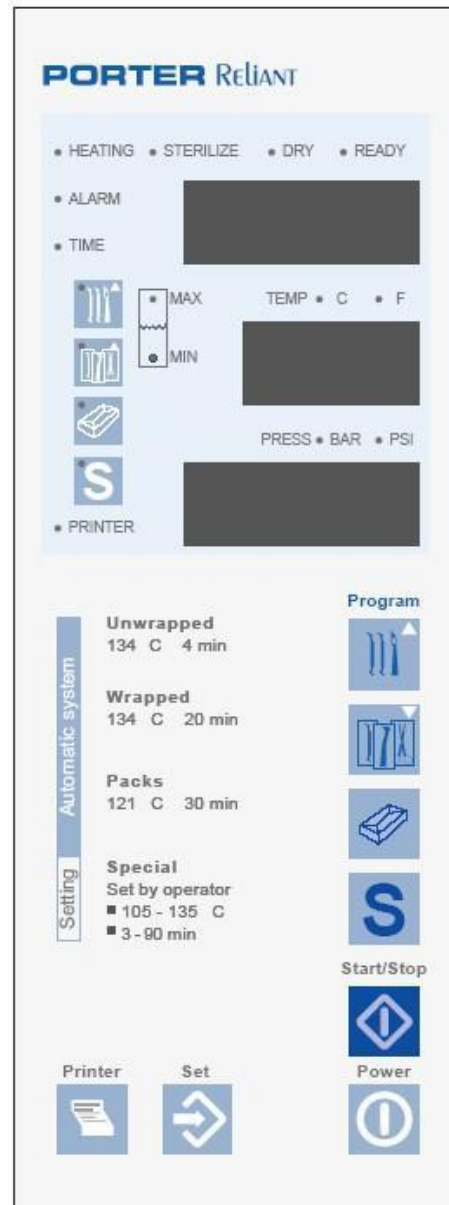 PORTER RELIANT
• HEATING • STERILIZE • DRY • READY
• ALARM
• TIME
• MAX
TEMP • C • F
• MIN
PRESS • BAR • PSI
S
• PRINTER
Program
Unwrapped
134 C 4 min
Wrapped
134 C 20 min
Packs
121 C 30 min
Automatic system
Special
Set by operator
■ 105 - 135 C
■ 3 - 90 min
Setting
S
Start/Stop
Printer Set Power